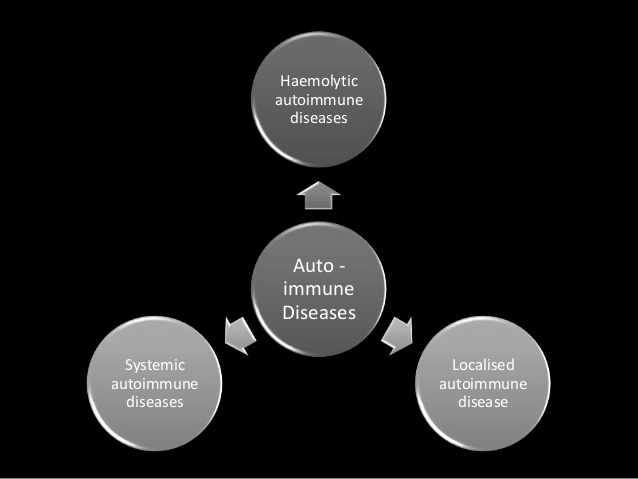 Haemolytic
autoimmune
diseases
Auto -
immune
Diseases
Systemic
autoimmune
diseases
Localised
autoimmune
disease